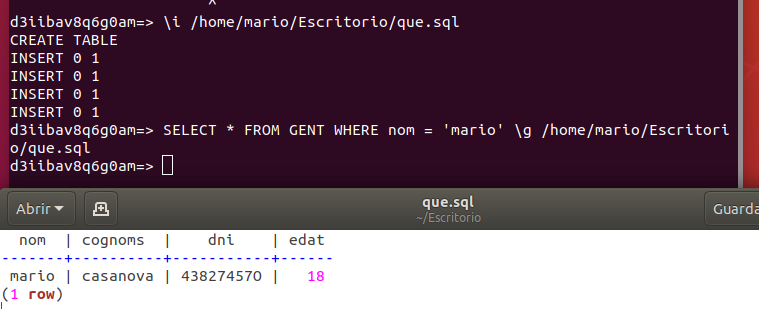 d3iibav8q6g0am=> \i /home/mario/Escritorio/que.sql
CREATE TABLE
INSERT 0 1
INSERT 0 1
INSERT 0 1
INSERT 0 1
d3iibav8q6g0am=> SELECT * FROM GENT WHERE nom = 'mario' \g /home/mario/Escritori
o/que.sql
d3iibav8q6g0am=>
Abrir
que.sql
~/Escritorio
Guarda
  nom  | cognoms  |    dni    | edat
-------+----------+-----------+------
 mario | casanova | 438274570 |   18
(1 row)